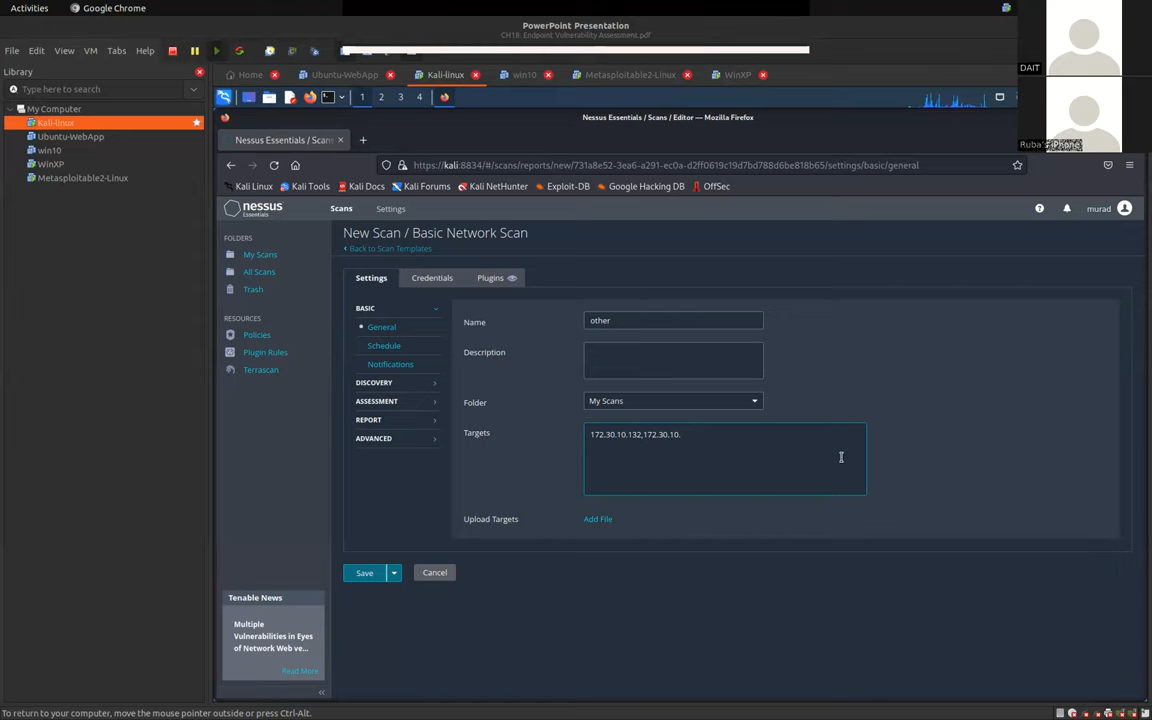 Activities
Google Chrome
PowerPoint Presentation
CH18: Endpoint Vulnerability Assessment.pdf
DAIT
File Edit View VM Tabs Help
Library
Home Ubuntu-WebApp Kali-linux win10 Metasploitable2-Linux WinXP
Type here to search
1 2 3 4
My Computer
Kali-linux
Ubuntu-WebApp
win10
WinXP
Metasploitable2-Linux
Nessus Essentials / Scans / Editor — Mozilla Firefox
Nessus Essentials / Scans
Ruba's iPhone
https://kali:8834/#/scans/reports/new/731a8e52-3ea6-a291-ec0a-d2ff0619c19d7bd788d6be818b65/settings/basic/general
Kali Linux Kali Tools Kali Docs Kali Forums Kali NetHunter Exploit-DB Google Hacking DB OffSec
nessus
Essentials
Scans
Settings
murad
FOLDERS
My Scans
All Scans
Trash
RESOURCES
Policies
Plugin Rules
Terrascan
New Scan / Basic Network Scan
Back to Scan Templates
Settings Credentials Plugins
BASIC
General
Schedule
Notifications
DISCOVERY
ASSESSMENT
REPORT
ADVANCED
Name other
Description
Folder My Scans
Targets 172.30.10.132,172.30.10.
Upload Targets Add File
Save Cancel
Tenable News
Multiple
Vulnerabilities in Eyes
of Network Web ve...
Read More
To return to your computer, move the mouse pointer outside or press Ctrl-Alt.